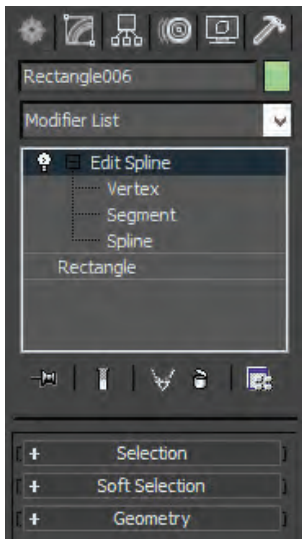 Rectangle006
Modifier List
Edit Spline
Vertex
Segment
Spline
Rectangle
+ Selection
+ Soft Selection
+ Geometry